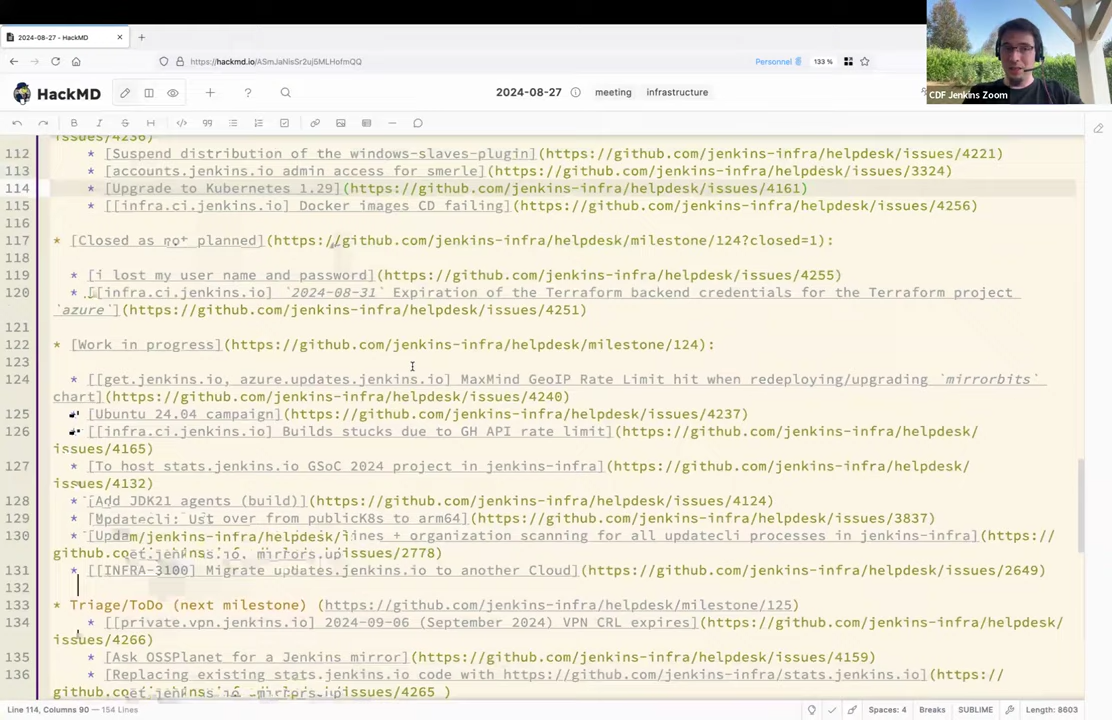 2024-08-27 - HackMD
https://hackmd.io/ASmJaNisSr2uj5MLHofmQQ
Personnel
133 %
CDF Jenkins Zoom
HackMD
2024-08-27
meeting
infrastructure
issues/4236)
112 * [Suspend distribution of the windows-slaves-plugin](https://github.com/jenkins-infra/helpdesk/issues/4221)
113 * [accounts.jenkins.io admin access for smerle](https://github.com/jenkins-infra/helpdesk/issues/3324)
114 * [Upgrade to Kubernetes 1.29](https://github.com/jenkins-infra/helpdesk/issues/4161)
115 * [[infra.ci.jenkins.io] Docker images CD failing](https://github.com/jenkins-infra/helpdesk/issues/4256)
116
117 * [Closed as not planned](https://github.com/jenkins-infra/helpdesk/milestone/124?closed=1):
118
119 * [i lost my user name and password](https://github.com/jenkins-infra/helpdesk/issues/4255)
120 * [[infra.ci.jenkins.io] `2024-08-31` Expiration of the Terraform backend credentials for the Terraform project
`azure`](https://github.com/jenkins-infra/helpdesk/issues/4251)
121
122 * [Work in progress](https://github.com/jenkins-infra/helpdesk/milestone/124):
123
124 * [[get.jenkins.io, azure.updates.jenkins.io] MaxMind GeoIP Rate Limit hit when redeploying/upgrading `mirrorbits`
chart](https://github.com/jenkins-infra/helpdesk/issues/4240)
125 * [Ubuntu 24.04 campaign](https://github.com/jenkins-infra/helpdesk/issues/4237)
126 * [[infra.ci.jenkins.io] Builds stucks due to GH API rate limit](https://github.com/jenkins-infra/helpdesk/
issues/4165)
127 * [To host stats.jenkins.io GSoC 2024 project in jenkins-infra](https://github.com/jenkins-infra/helpdesk/
issues/4132)
128 * [Add JDK21 agents (build)](https://github.com/jenkins-infra/helpdesk/issues/4124)
129 over from publicK8s to arm64](https://github.com/jenkins-infra/helpdesk/issues/3837)
130 + organization scanning for all updatecli processes in jenkins-infra](https://
issues/2778)
131 * [[INFRA-3100] Migrate updates.jenkins.io to another Cloud](https://github.com/jenkins-infra/helpdesk/issues/2649)
132
133 * Triage/ToDo (next milestone) (https://github.com/jenkins-infra/helpdesk/milestone/125)
134 * [[private.vpn.jenkins.io] 2024-09-06 (September 2024) VPN CRL expires](https://github.com/jenkins-infra/helpdesk/
issues/4266)
135 * [Ask OSSPlanet for a Jenkins mirror](https://github.com/jenkins-infra/helpdesk/issues/4159)
136 * [Replacing existing stats.jenkins.io code with https://github.com/jenkins-infra/stats.jenkins.io](https://
issues/4265 )
Line 114, Columns 90 — 154 Lines
Spaces: 4
Breaks
SUBLIME
Length: 8603